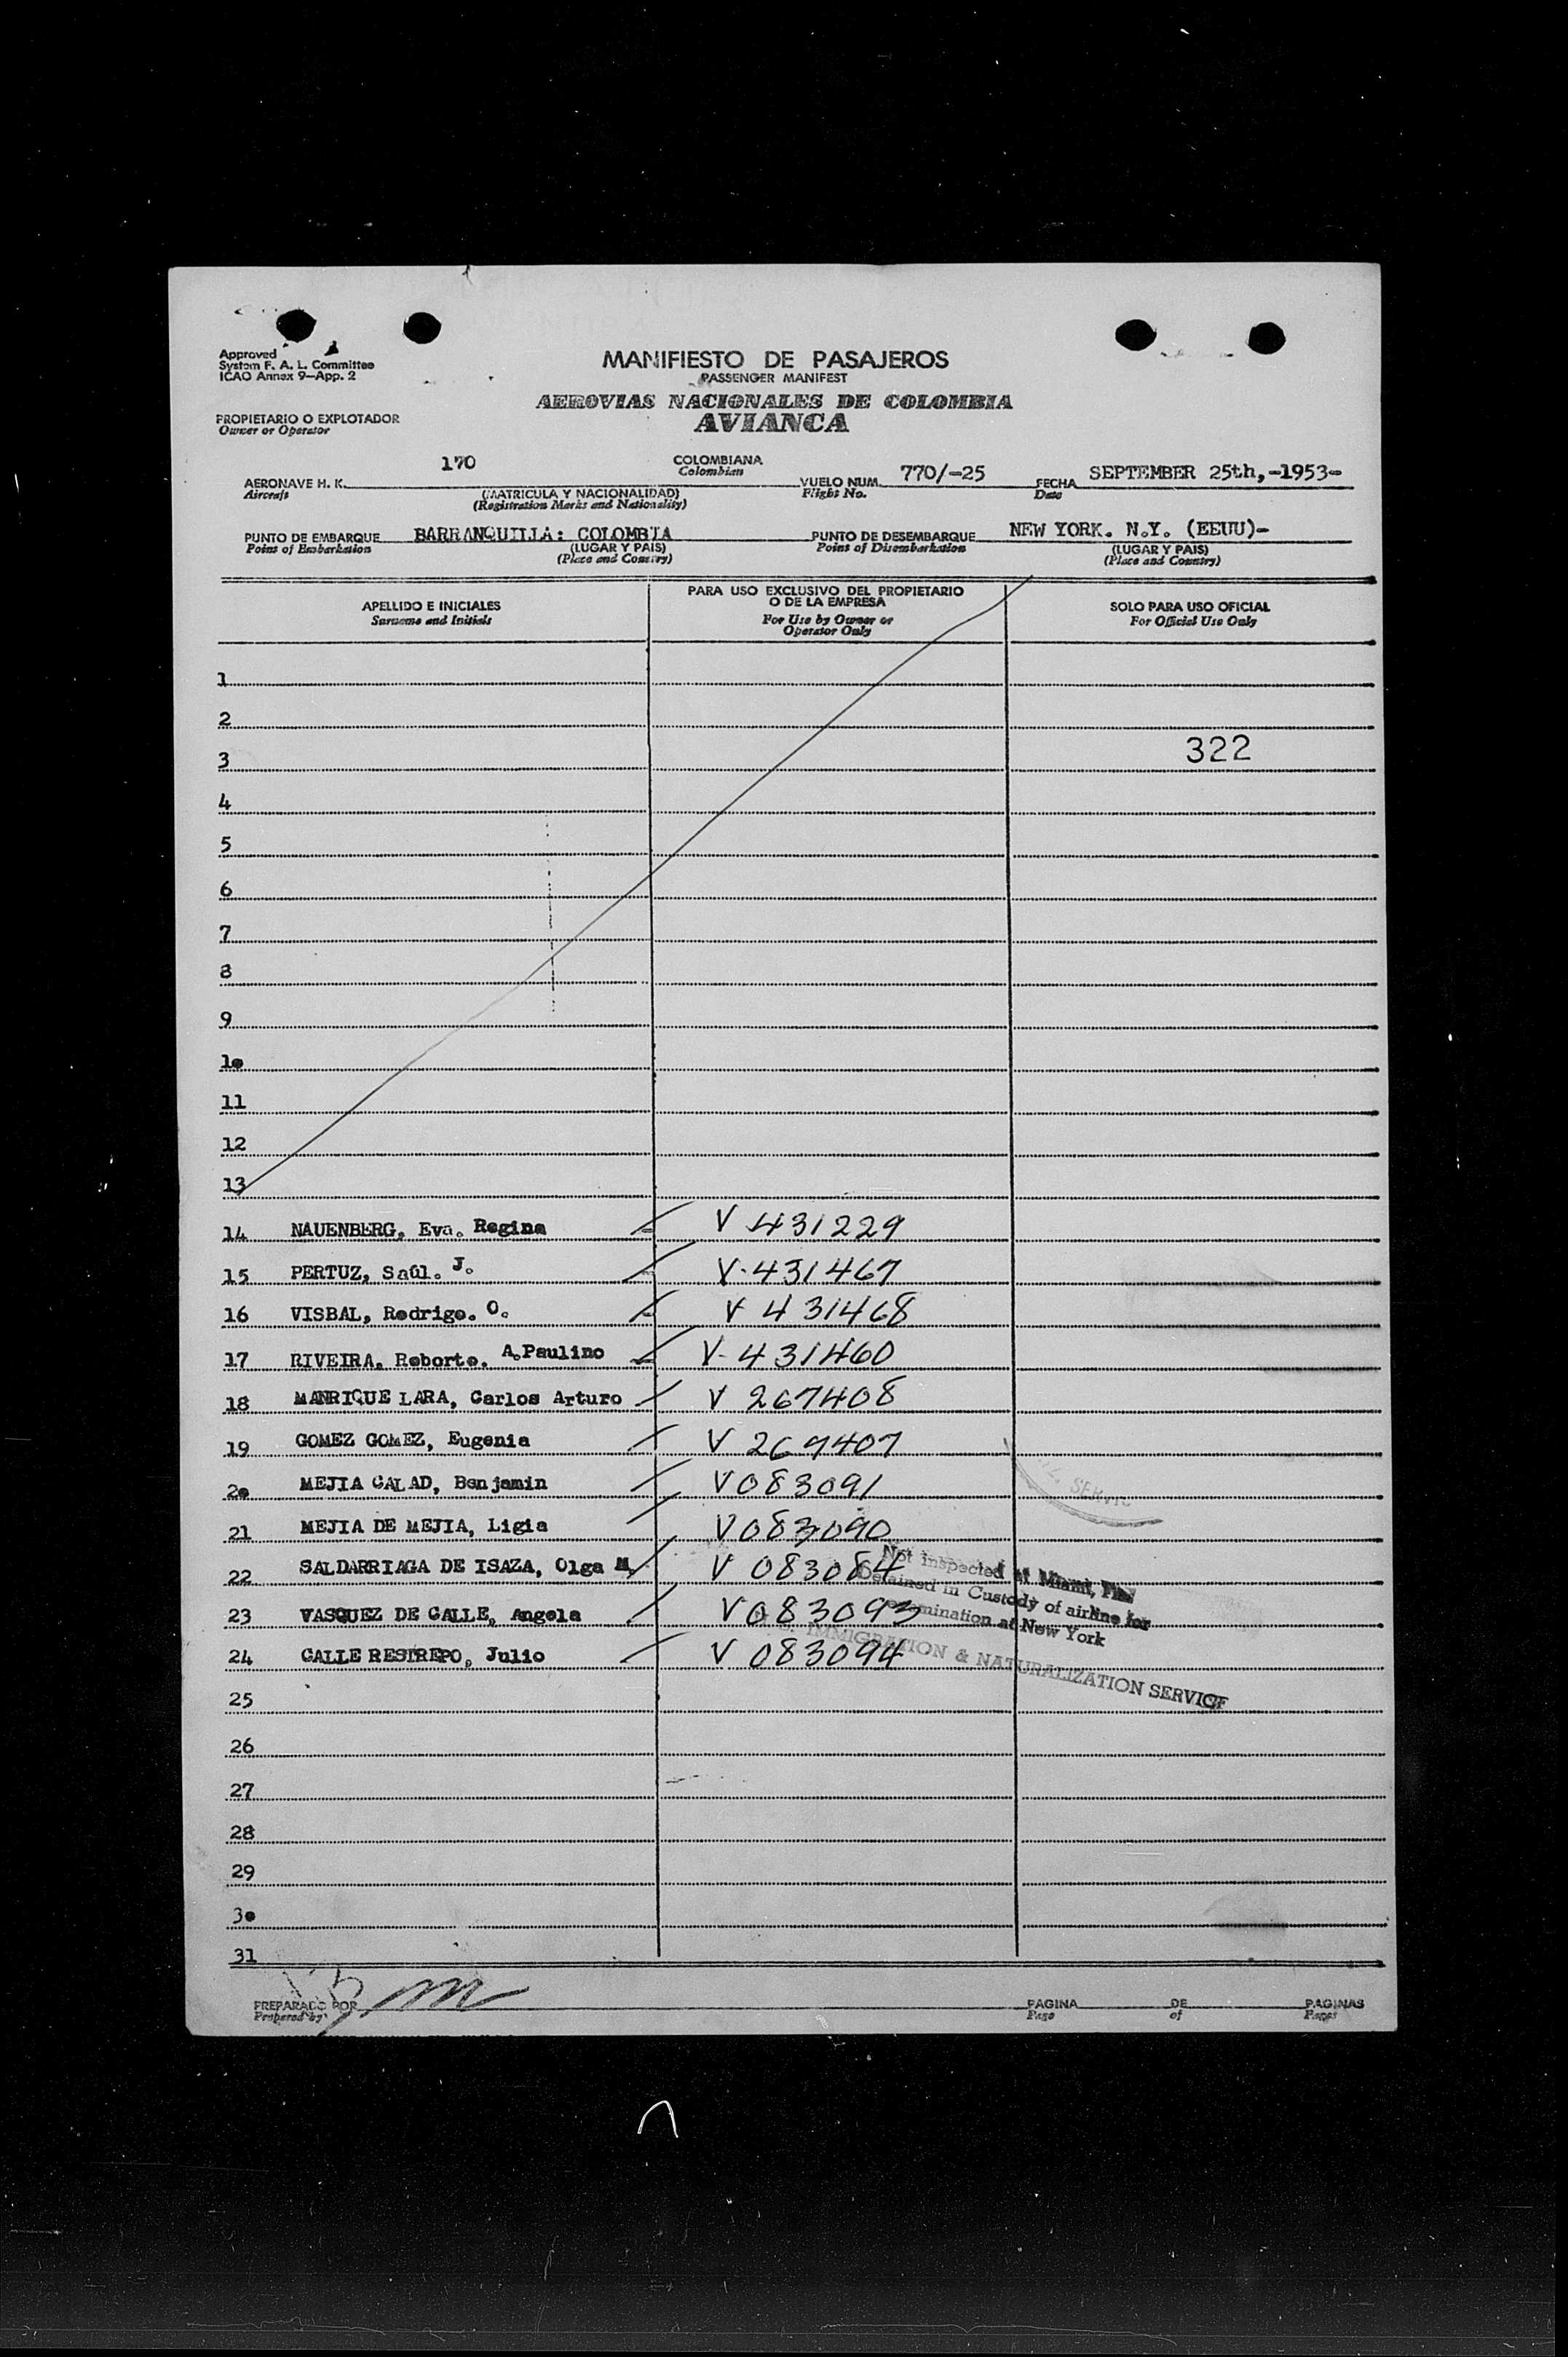 Approved
System F. A. L. Committee
ICAO Annex 9—App. 2
MANIFIESTO DE PASAJEROS
PASSENGER MANIFEST
AEROVIAS NACIONALES DE COLOMBIA
AVIANCA
PROPIETARIO O EXPLOTADOR
Owner or Operator
AERONAVE H. K. 170 COLOMBIANA
Colombian
Aircraft
(MATRICULA Y NACIONALIDAD)
(Registration Marks and Nationality)
VUELO NUM. 770/-25
Flight No.
FECHA SEPTEMBER 25th,-1953-
Date
PUNTO DE EMBARQUE BARRANQUILLA: COLOMBIA
Point of Embarkation
(LUGAR Y PAIS)
(Place and Country)
PUNTO DE DESEMBARQUE NEW YORK. N.Y. (EEUU)-
Point of Disembarkation
(LUGAR Y PAIS)
(Place and Country)
APELLIDO E INICIALES
Surname and Initials
PARA USO EXCLUSIVO DEL PROPIETARIO
O DE LA EMPRESA
For Use by Owner or
Operator Only
SOLO PARA USO OFICIAL
For Official Use Only
1
2
3 322
4
5
6
7
8
9
10
11
12
13
14 NAUENBERG, Eva. Regina V 431229
15 PERTUZ, Saúl. J. V-431467
16 VISBAL, Rodrigo. O. V 431468
17 RIVEIRA. Roberto. A.Paulino V-431460
18 MANRIQUE LARA, Carlos Arturo V 267408
19 GOMEZ GOMEZ, Eugenia V 267407
20 MEJIA CALAD, Benjamin V083091
21 MEJIA DE MEJIA, Ligia V083090
22 SALDARRIAGA DE ISAZA, Olga M V 083084
23 VASQUEZ DE CALLE, Angela V083093
24 CALLE RESTREPO, Julio V 083094
SERVIC
Not inspected at Miami, Fla
Detained in Custody of airline for
examination at New York
U. S. IMMIGRATION & NATURALIZATION SERVICE
25
26
27
28
29
30
31
PREPARADO POR
Prepared by
PAGINA DE PAGINAS
Page of Pages